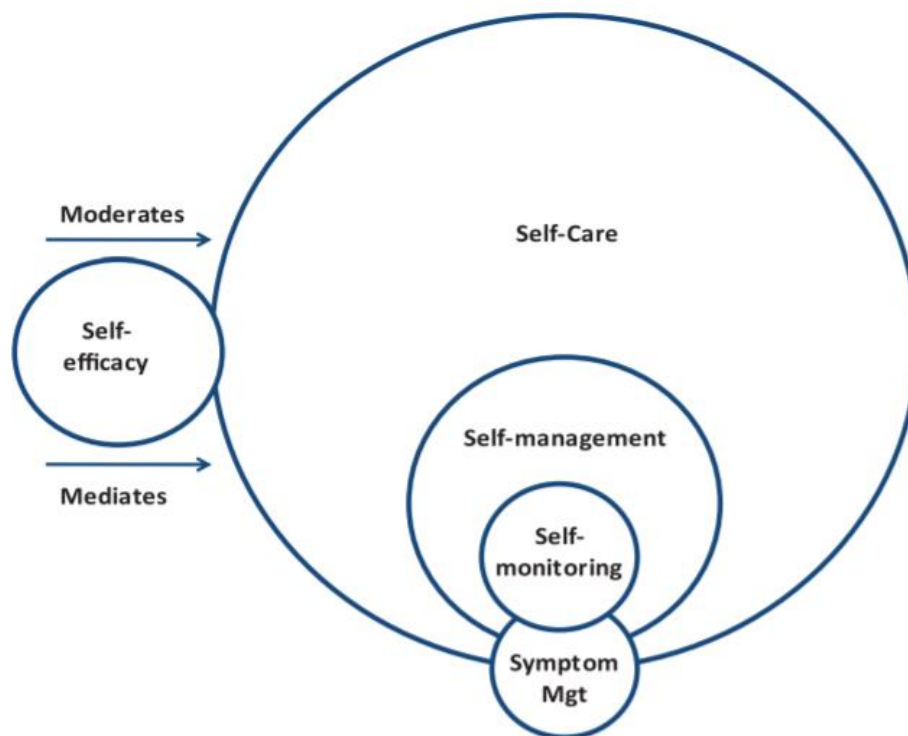 Moderates
Self-Care
Self-
efficacy
Self-management
Mediates
Self-
monitoring
Symptom
Mgt